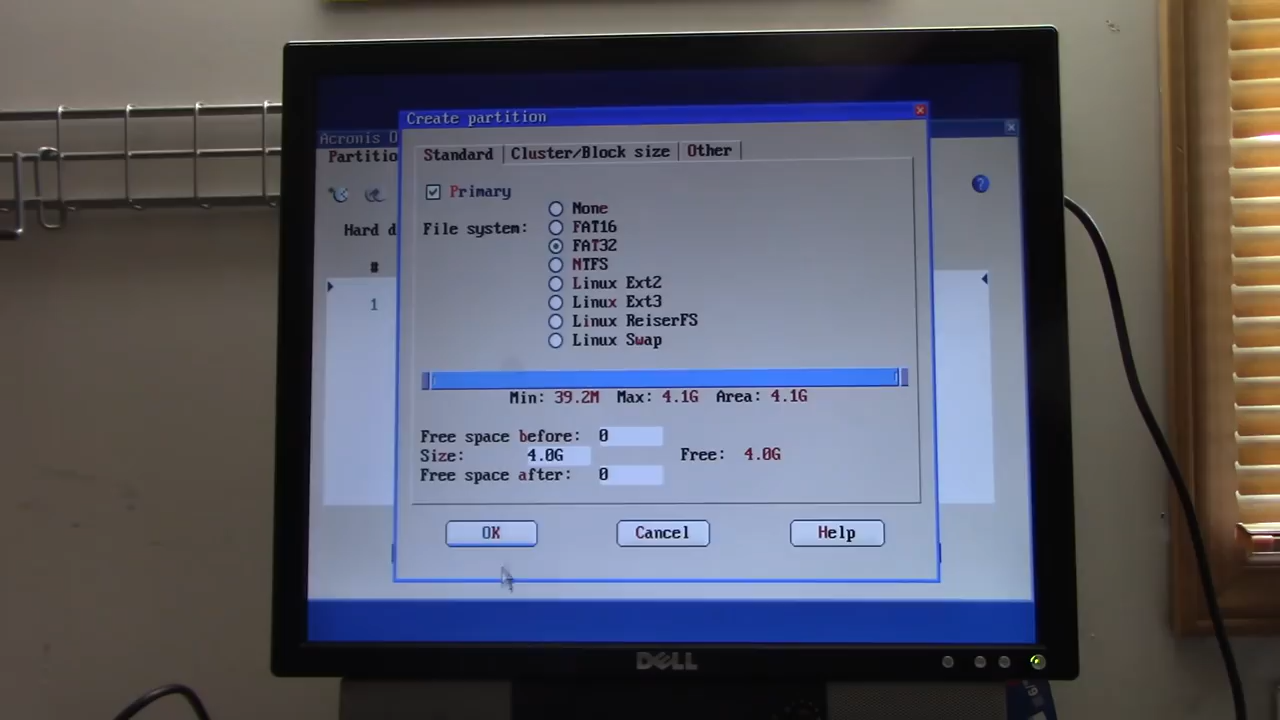 Create partition
Acronis D
Partitio
Standard Cluster/Block size Other
Primary
None
Hard d File system: FAT16
FAT32
# NTFS
Linux Ext2
1 Linux Ext3
Linux ReiserFS
Linux Swap
Min: 39.2M Max: 4.1G Area: 4.1G
Free space before: 0
Size: 4.0G Free: 4.0G
Free space after: 0
OK Cancel Help
DELL